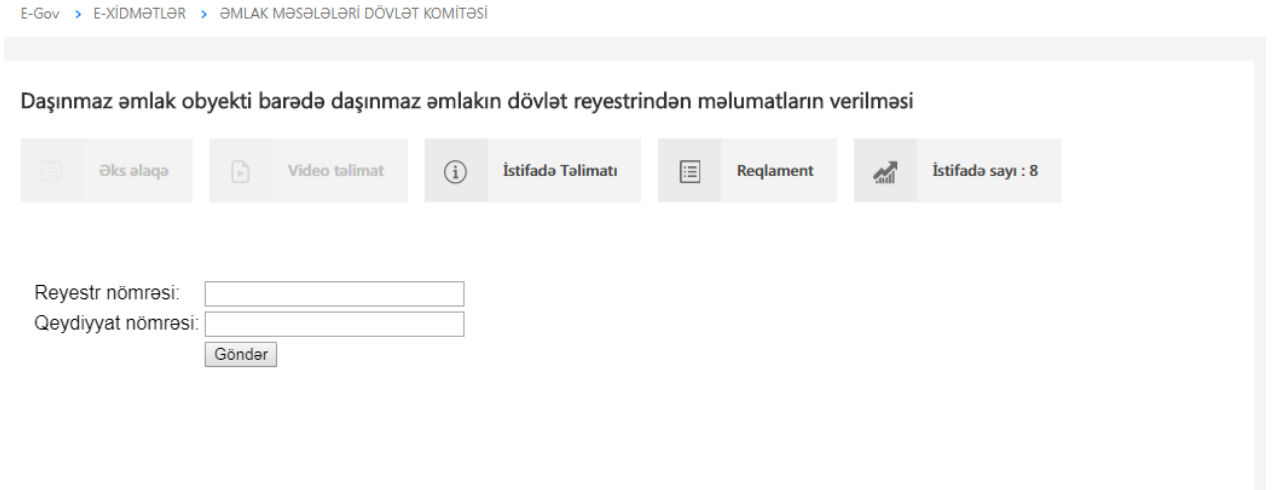 E-Gov > E-XİDMƏTLƏR > ƏMLAK MƏSƏLƏLƏRİ DÖVLƏT KOMİTƏSİ
Daşınmaz əmlak obyekti barədə daşınmaz əmlakın dövlət reyestrindən məlumatların verilməsi
Əks əlaqə Video təlimat İstifadə Təlimatı Reqlament İstifadə sayı : 8
Reyestr nömrəsi:
Qeydiyyat nömrəsi:
Göndər